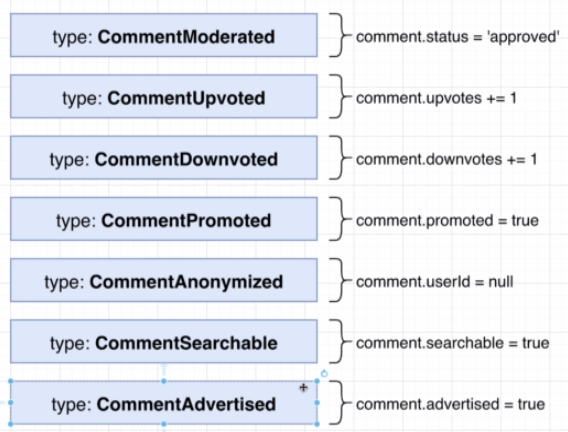 type: CommentModerated comment.status = 'approved'
type: CommentUpvoted comment.upvotes += 1
type: CommentDownvoted comment.downvotes += 1
type: CommentPromoted comment.promoted = true
type: CommentAnonymized comment.userId = null
type: CommentSearchable comment.searchable = true
type: CommentAdvertised comment.advertised = true